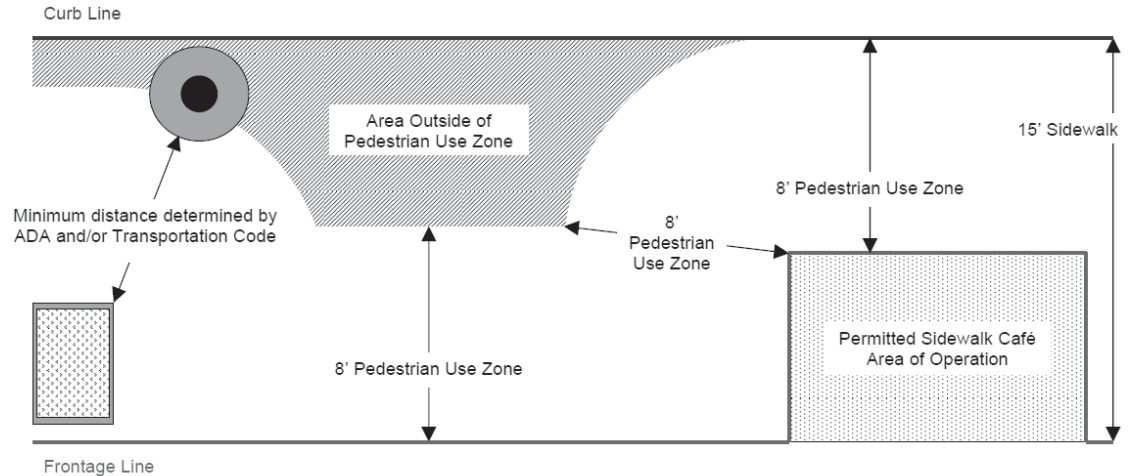 Curb Line
Area Outside of
Pedestrian Use Zone
15’ Sidewalk
8’ Pedestrian Use Zone
Minimum distance determined by
ADA and/or Transportation Code
8’
Pedestrian
Use Zone
Permitted Sidewalk Café
Area of Operation
8’ Pedestrian Use Zone
Frontage Line